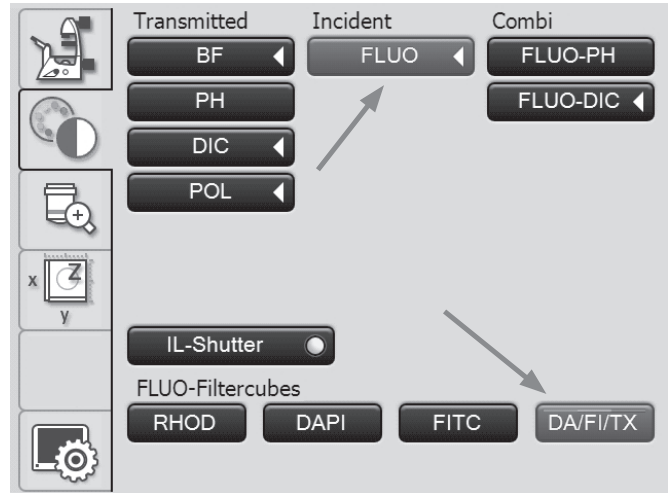 Transmitted Incident Combi
BF FLUO FLUO-PH
PH FLUO-DIC
DIC
POL
Z
x
y
IL-Shutter
FLUO-Filtercubes
RHOD DAPI FITC DA/FI/TX